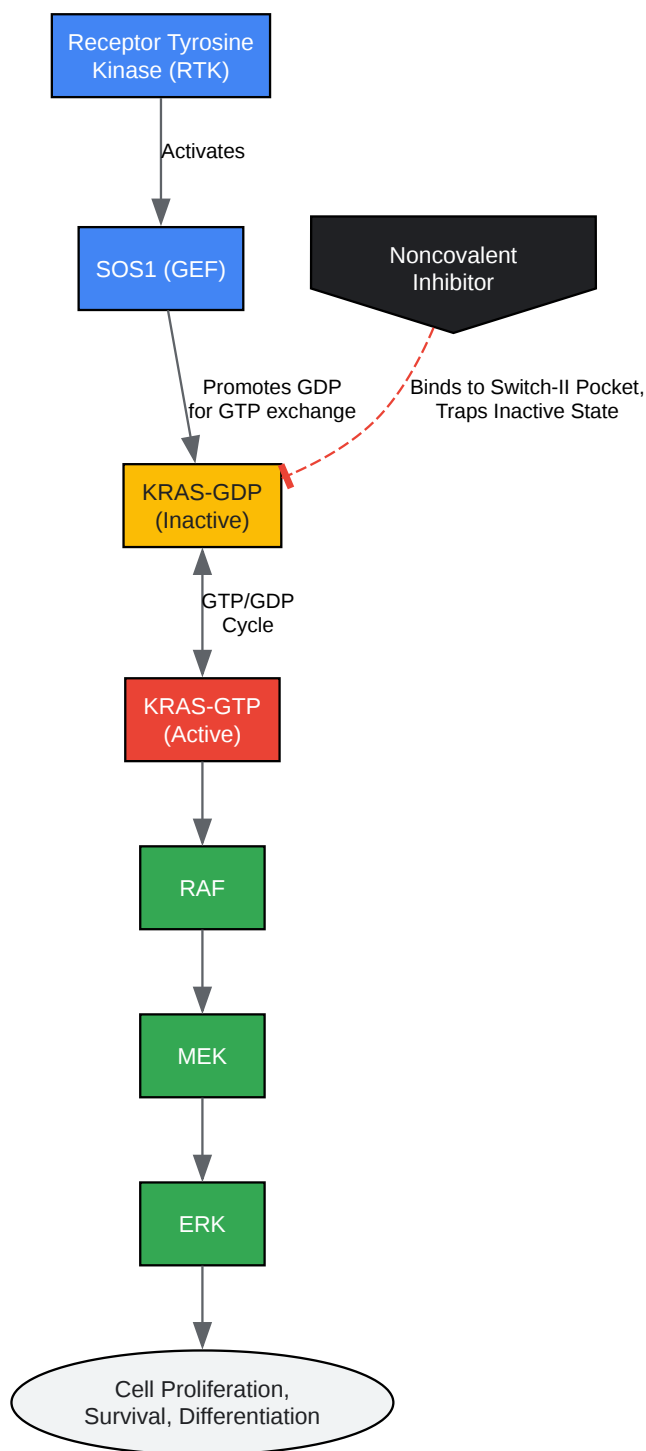 Receptor Tyrosine
Kinase (RTK)
Activates
SOS1 (GEF)
Noncovalent
Inhibitor
Promotes GDP
for GTP exchange
Binds to Switch-II Pocket,
Traps Inactive State
KRAS-GDP
(Inactive)
GTP/GDP
Cycle
KRAS-GTP
(Active)
RAF
MEK
ERK
Cell Proliferation,
Survival, Differentiation